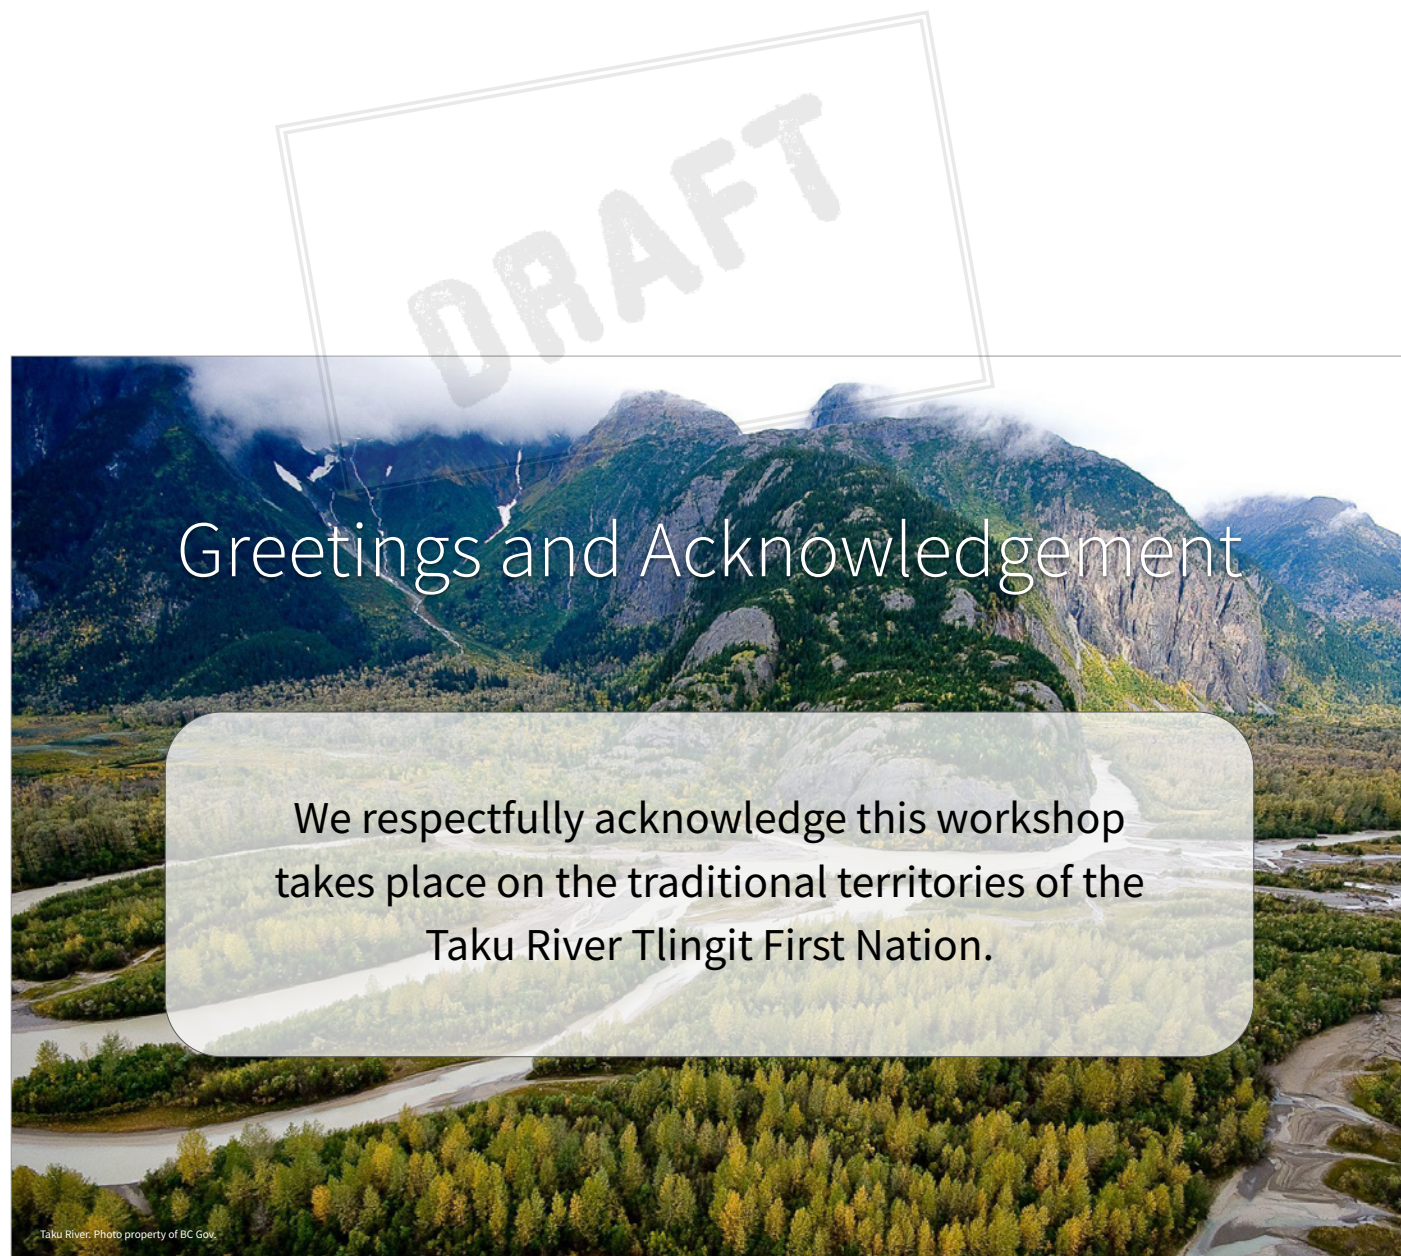 DRAFT
Greetings and Acknowledgement
We respectfully acknowledge this workshop
takes place on the traditional territories of the
Taku River Tlingit First Nation.
Taku River. Photo property of BC Gov.